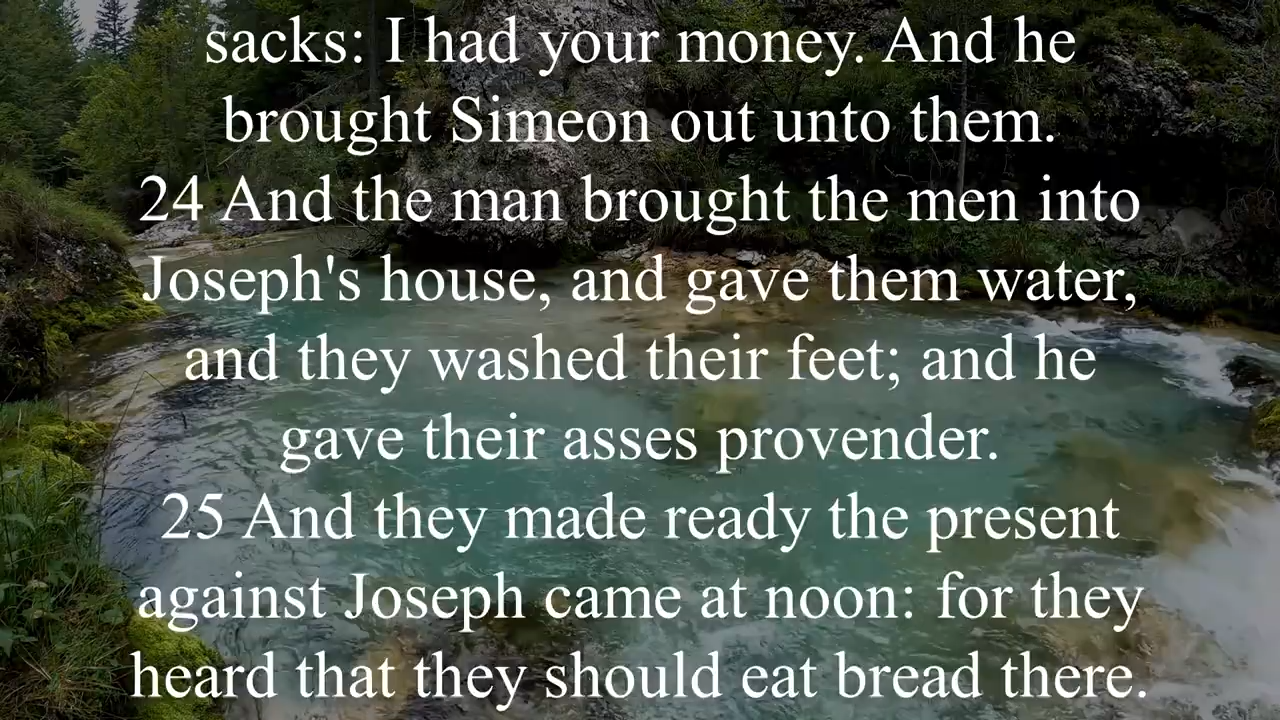 sacks: I had your money. And he
brought Simeon out unto them.
24 And the man brought the men into
Joseph's house, and gave them water,
and they washed their feet; and he
gave their asses provender.
25 And they made ready the present
against Joseph came at noon: for they
heard that they should eat bread there.